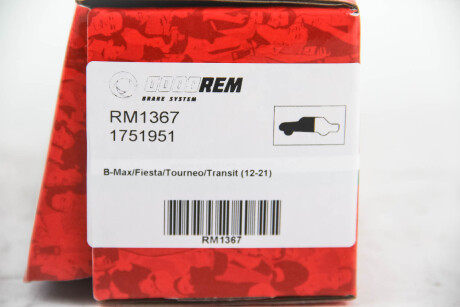 GOODREM
BRAKE SYSTEM
RM1367
1751951
B-Max/Fiesta/Tourneo/Transit (12-21)
RM1367